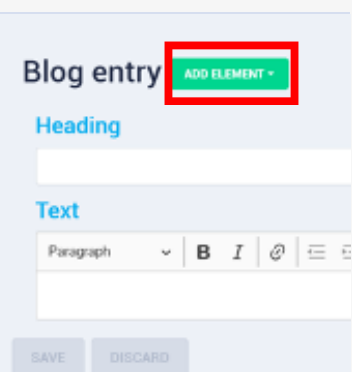 Blog entry ADD ELEMENT
Heading
Text
Paragraph B I
SAVE DISCARD